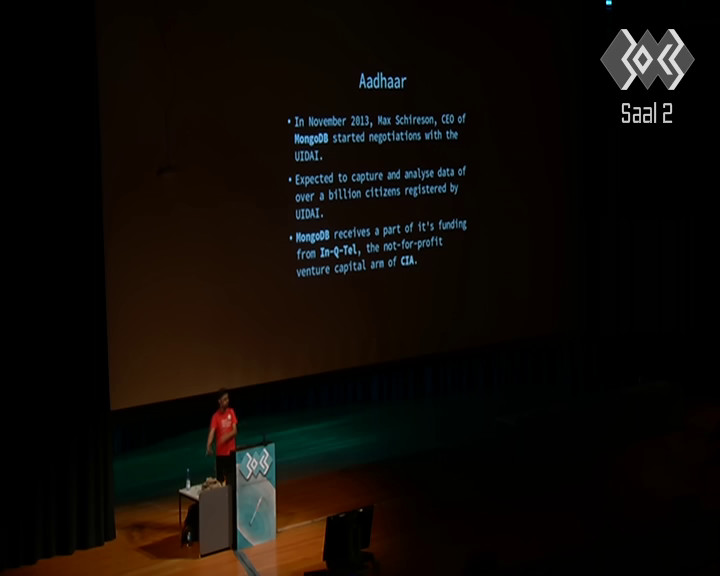 Aadhaar
• In November 2013, Max Schireson, CEO of
MongoDB started negotiations with the
UIDAI.
• Expected to capture and analyse data of
over a billion citizens registered by
UIDAI.
• MongoDB receives a part of it's funding
from In-Q-Tel, the not-for-profit
venture capital arm of CIA.
Saal 2